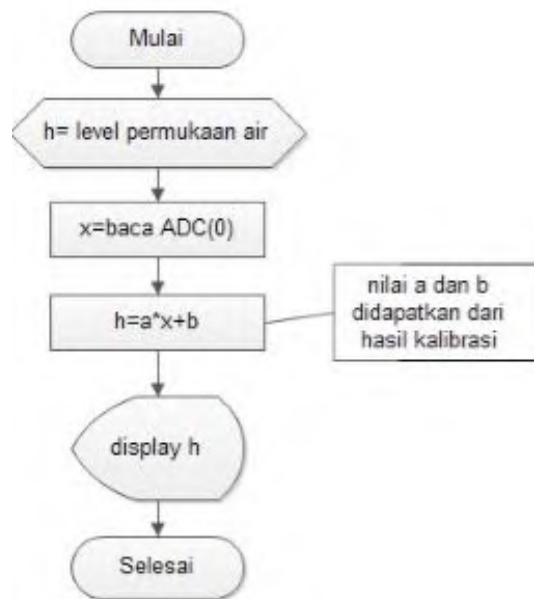 Mulai
h= level permukaan air
x=baca ADC(0)
h=a*x+b
nilai a dan b
didapatkan dari
hasil kalibrasi
display h
Selesai